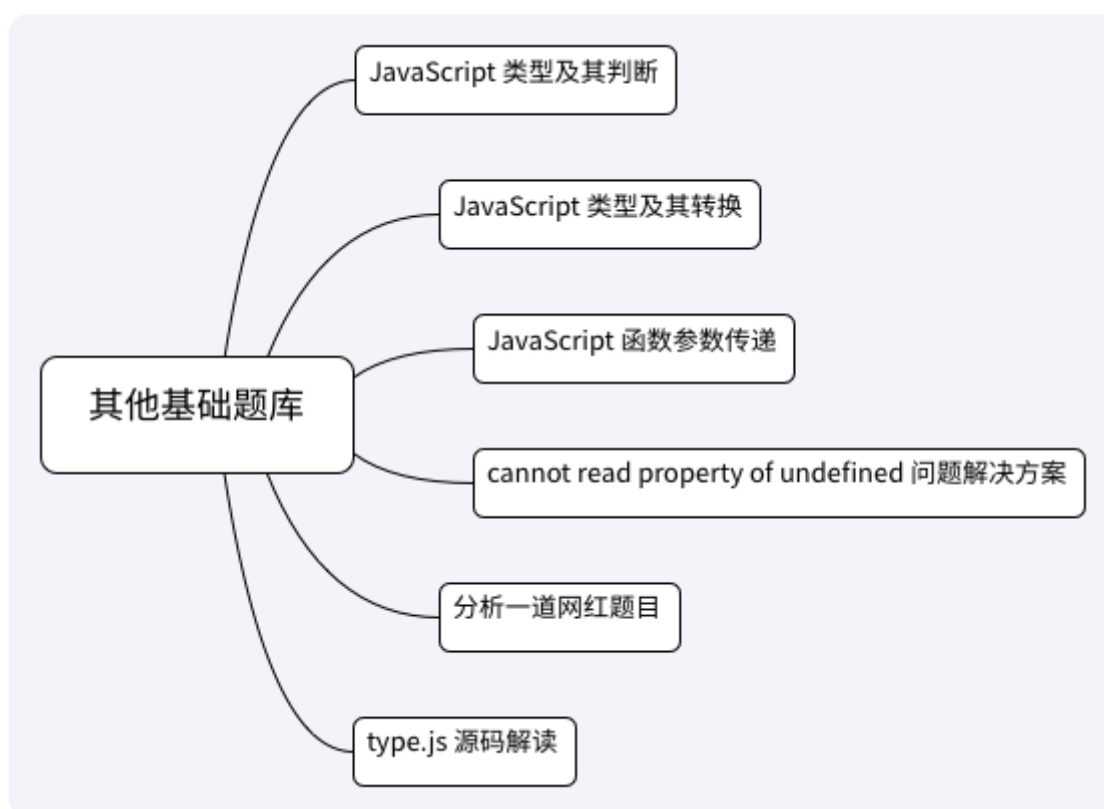 JavaScript 类型及其判断
JavaScript 类型及其转换
JavaScript 函数参数传递
其他基础题库
cannot read property of undefined 问题解决方案
分析一道网红题目
type.js 源码解读